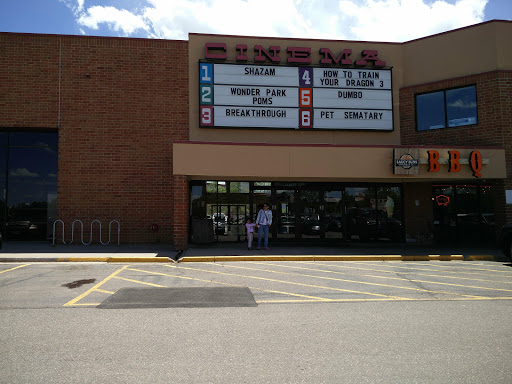 CINEMA
1 SHAZAM
2 WONDER PARK
POMS
3 BREAKTHROUGH
4 HOW TO TRAIN
YOUR DRAGON 3
5 DUMBO
6 PET SEMATARY
BBQ